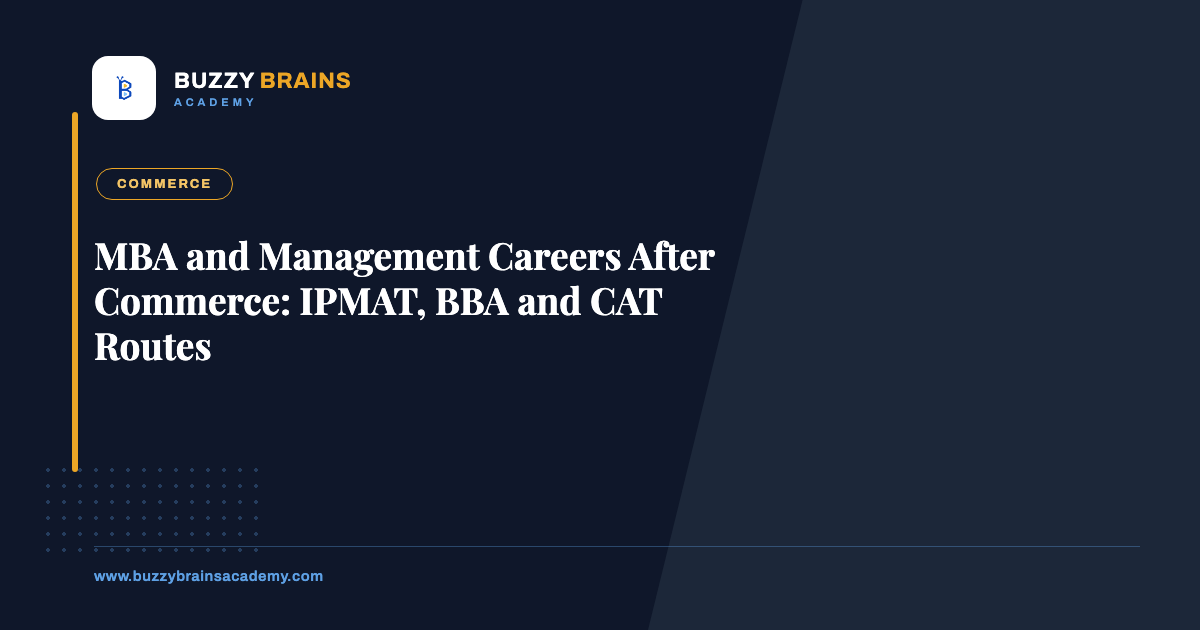 BUZZY BRAINS
ACADEMY
COMMERCE
MBA and Management Careers After
Commerce: IPMAT, BBA and CAT
Routes
www.buzzybrainsacademy.com